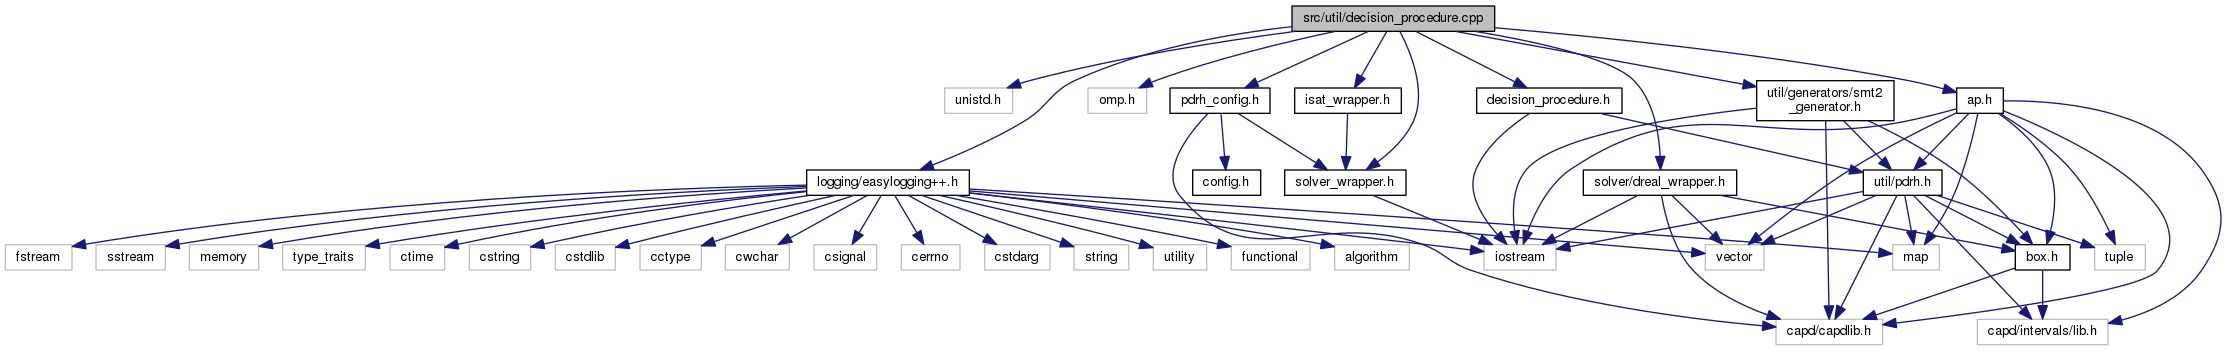 src/util/decision_procedure.cpp
unistd.h
omp.h
pdrh_config.h
isat_wrapper.h
decision_procedure.h
util/generators/smt2
_generator.h
ap.h
logging/easylogging++.h
config.h
solver_wrapper.h
solver/dreal_wrapper.h
util/pdrh.h
fstream
sstream
memory
type_traits
ctime
cstring
cstdlib
cctype
cwchar
csignal
cerrno
cstdarg
string
utility
functional
algorithm
iostream
vector
map
box.h
tuple
capd/capdlib.h
capd/intervals/lib.h